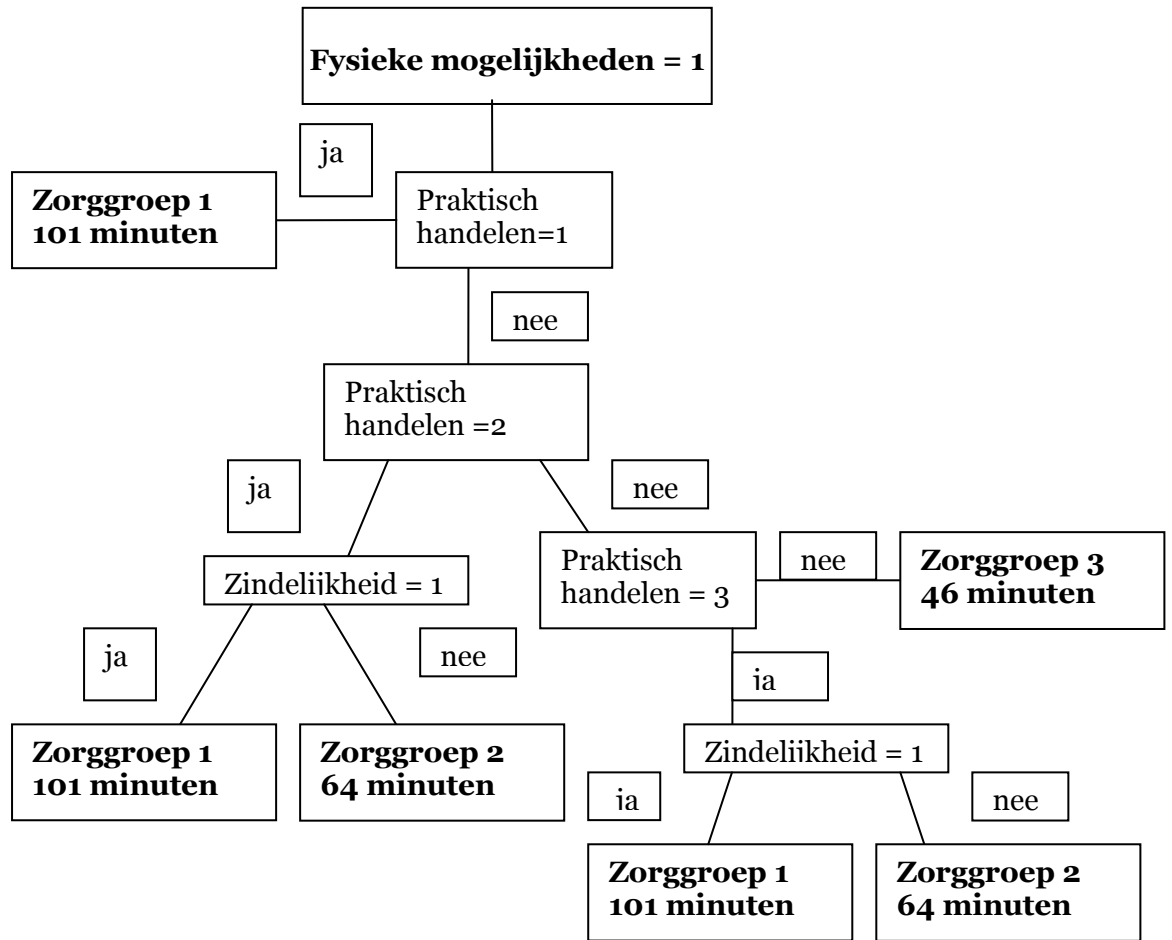 Fysieke mogelijkheden = 1
ja
Zorggroep 1
101 minuten
Praktisch
handelen=1
nee
Praktisch
handelen =2
ja
nee
Zindelijkheid = 1
Praktisch
handelen = 3
nee
Zorggroep 3
46 minuten
ja
nee
ja
Zorggroep 1
101 minuten
Zorggroep 2
64 minuten
Zindelijkheid = 1
ja
nee
Zorggroep 1
101 minuten
Zorggroep 2
64 minuten